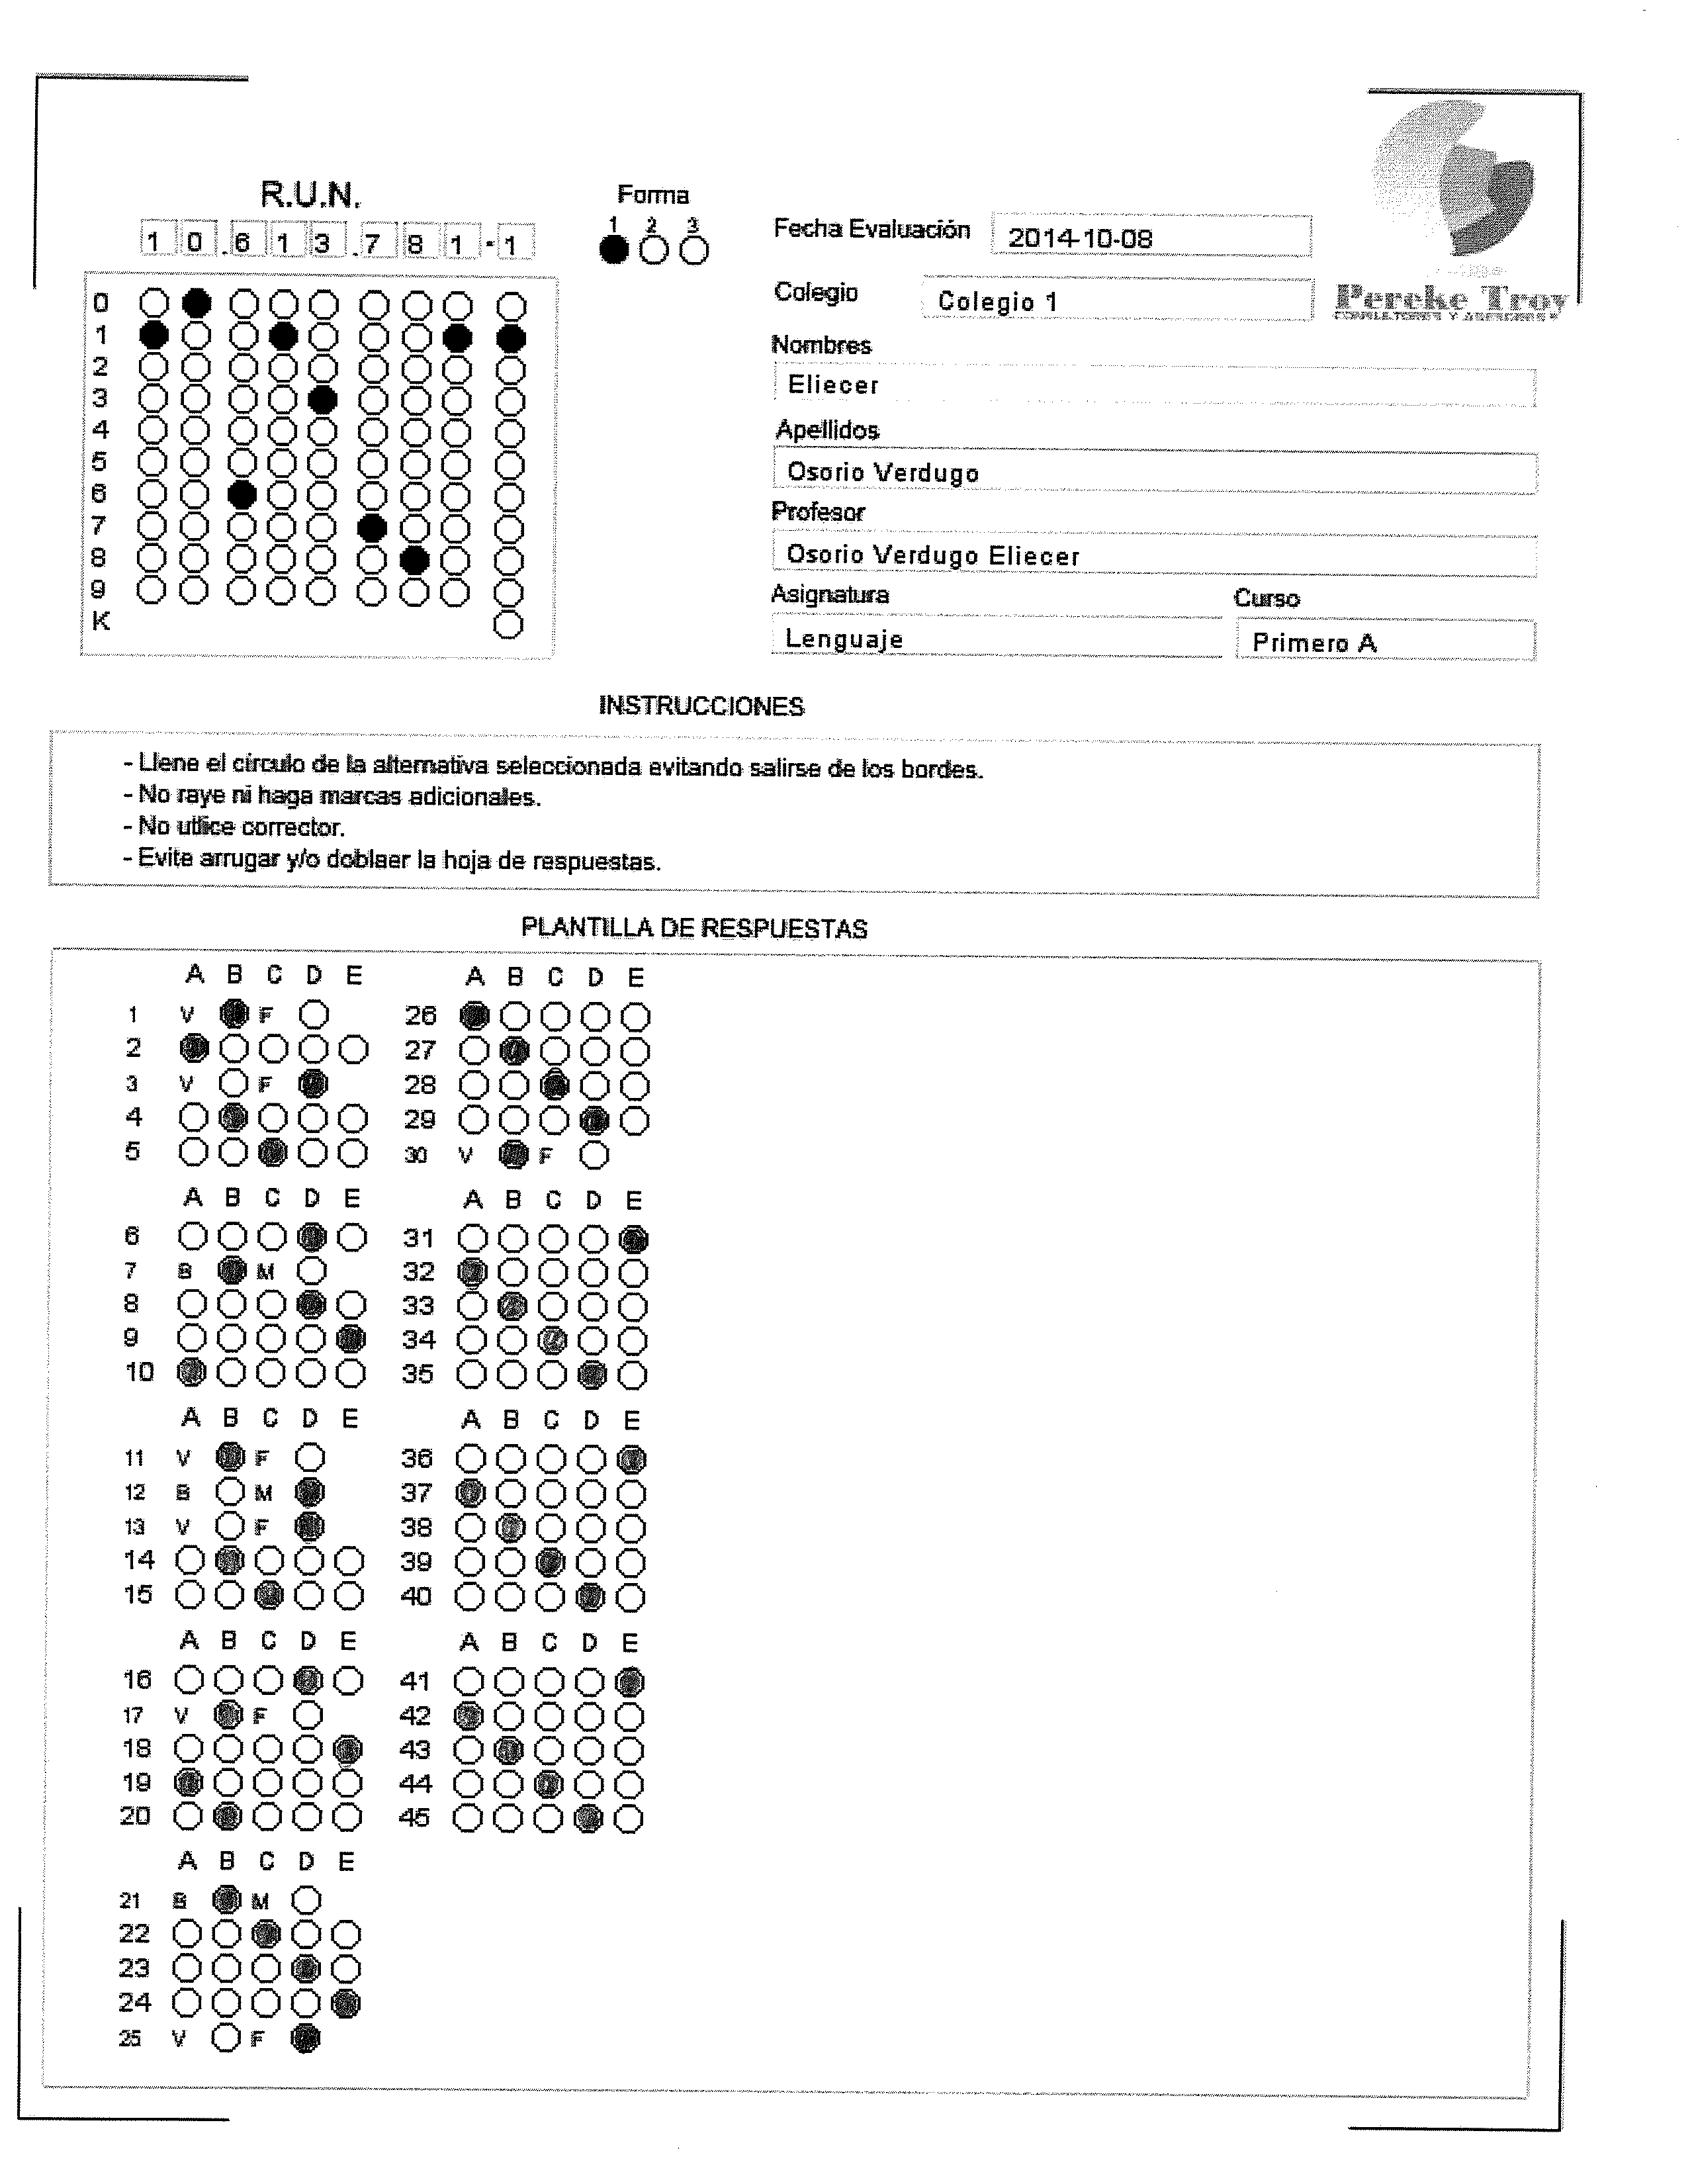 R.U.N.
1 0 . 6 1 3 . 7 8 1 - 1
Forma
1 2 3
Fecha Evaluación 2014-10-08
Colegio Colegio 1
Pereke Troy
CONSULTORES Y ASESORES
Nombres
Eliecer
Apellidos
Osorio Verdugo
Profesor
Osorio Verdugo Eliecer
Asignatura Curso
Lenguaje Primero A
0
1
2
3
4
5
6
7
8
9
K
INSTRUCCIONES
- Llene el circulo de la alternativa seleccionada evitando salirse de los bordes.
- No raye ni haga marcas adicionales.
- No utlice corrector.
- Evite arrugar y/o doblaer la hoja de respuestas.
PLANTILLA DE RESPUESTAS
A B C D E
1 V F
2
3 V F
4
5
A B C D E
6
7 B M
8
9
10
A B C D E
11 V F
12 B M
13 V F
14
15
A B C D E
16
17 V F
18
19
20
A B C D E
21 B M
22
23
24
25 V F
A B C D E
26
27
28
29
30 V F
A B C D E
31
32
33
34
35
A B C D E
36
37
38
39
40
A B C D E
41
42
43
44
45